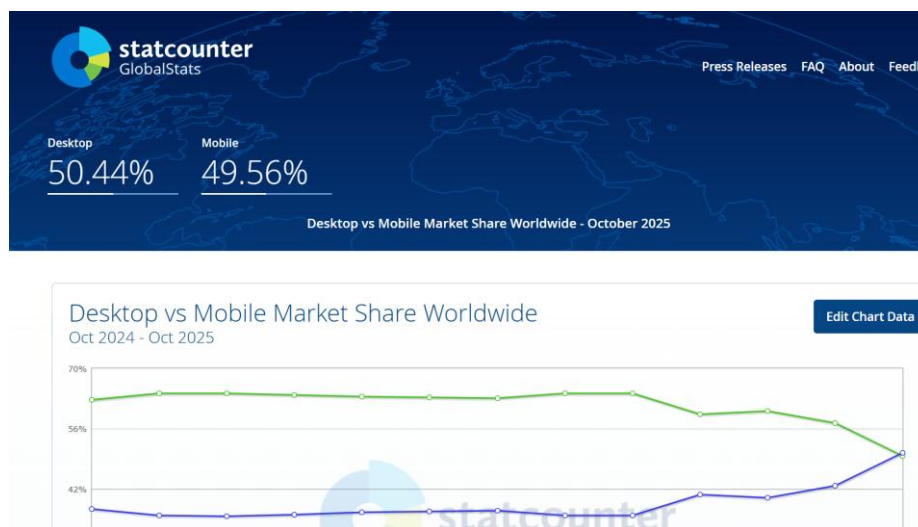 statcounter
GlobalStats
Press Releases FAQ About
Desktop Mobile
50.44% 49.56%
Desktop vs Mobile Market Share Worldwide - October 2025
Desktop vs Mobile Market Share Worldwide
Oct 2024 - Oct 2025
Edit Chart Data
70%
56%
42%
statcounter